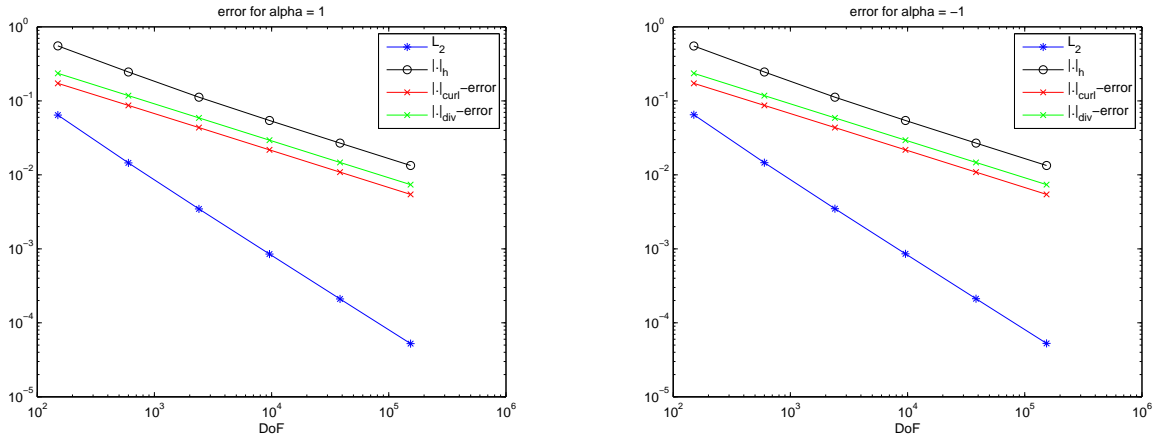 error for alpha = 1
10^0
10^-1
10^-2
10^-3
10^-4
10^-5
10^2
10^3
10^4
10^5
10^6
DoF
L_2
|.|_h
|.|_curl−error
|.|_div−error
error for alpha = −1
10^0
10^-1
10^-2
10^-3
10^-4
10^-5
10^2
10^3
10^4
10^5
10^6
DoF
L_2
|.|_h
|.|_curl−error
|.|_div−error